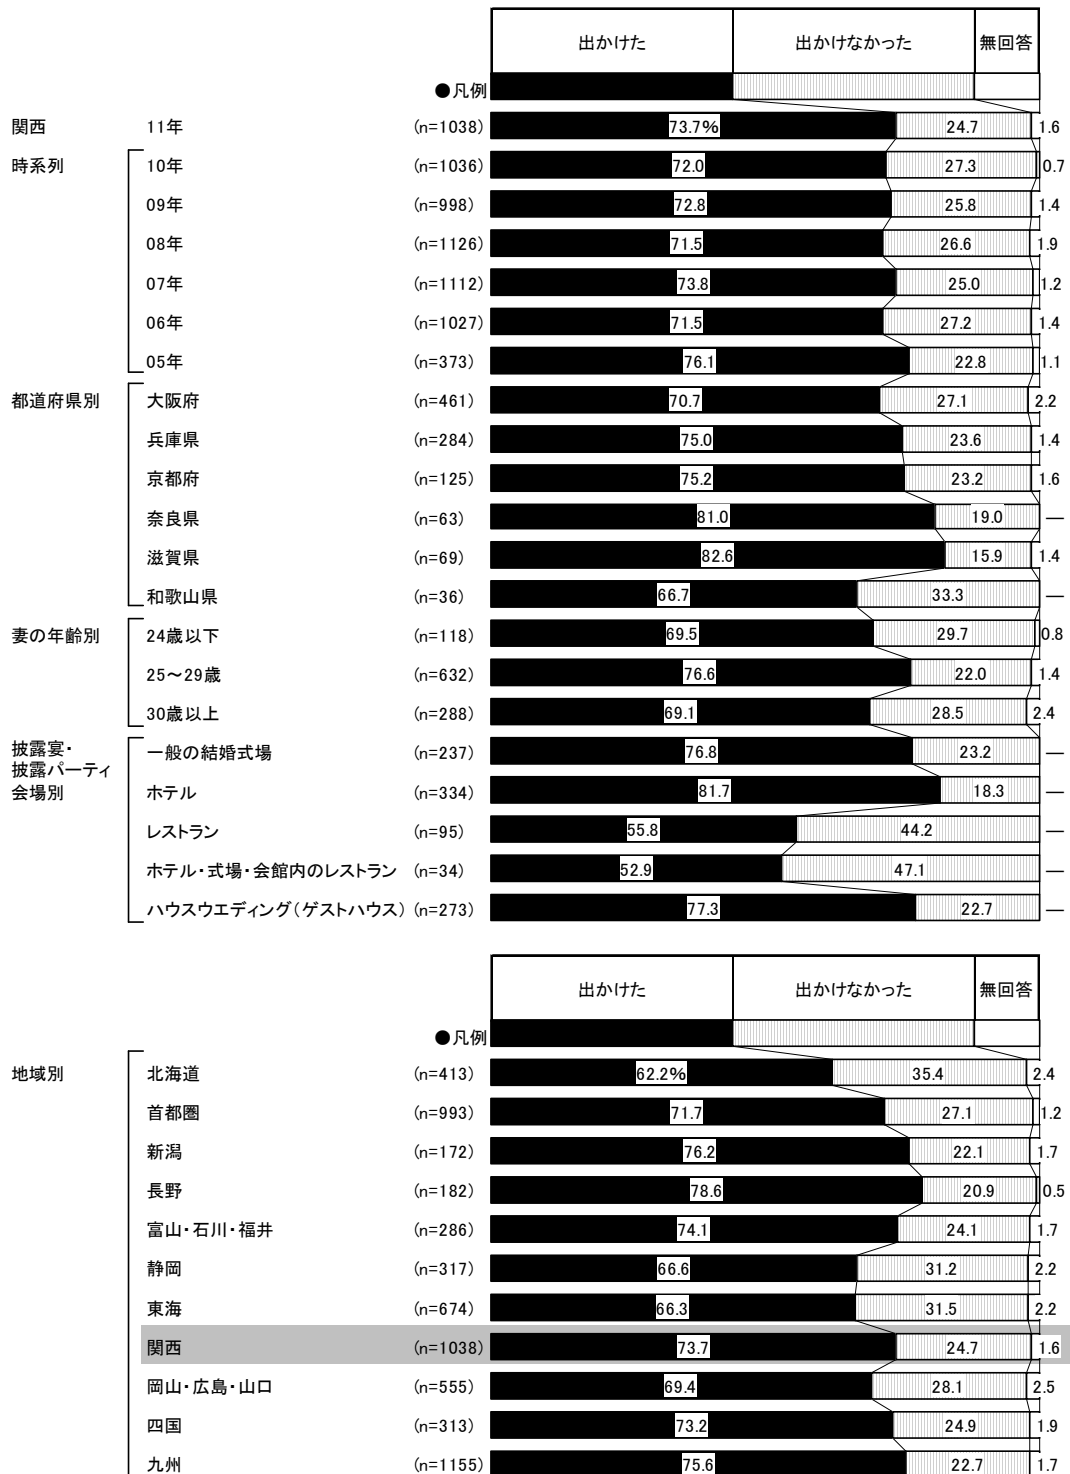 出かけた 出かけなかった 無回答
●凡例
関西 11年 (n=1038) 73.7% 24.7 1.6
時系列 10年 (n=1036) 72.0 27.3 0.7
09年 (n=998) 72.8 25.8 1.4
08年 (n=1126) 71.5 26.6 1.9
07年 (n=1112) 73.8 25.0 1.2
06年 (n=1027) 71.5 27.2 1.4
05年 (n=373) 76.1 22.8 1.1
都道府県別 大阪府 (n=461) 70.7 27.1 2.2
兵庫県 (n=284) 75.0 23.6 1.4
京都府 (n=125) 75.2 23.2 1.6
奈良県 (n=63) 81.0 19.0 ―
滋賀県 (n=69) 82.6 15.9 1.4
和歌山県 (n=36) 66.7 33.3 ―
妻の年齢別 24歳以下 (n=118) 69.5 29.7 0.8
25～29歳 (n=632) 76.6 22.0 1.4
30歳以上 (n=288) 69.1 28.5 2.4
披露宴・
披露パーティ
会場別
一般の結婚式場 (n=237) 76.8 23.2 ―
ホテル (n=334) 81.7 18.3 ―
レストラン (n=95) 55.8 44.2 ―
ホテル・式場・会館内のレストラン (n=34) 52.9 47.1 ―
ハウスウエディング(ゲストハウス) (n=273) 77.3 22.7 ―
出かけた 出かけなかった 無回答
●凡例
地域別 北海道 (n=413) 62.2% 35.4 2.4
首都圏 (n=993) 71.7 27.1 1.2
新潟 (n=172) 76.2 22.1 1.7
長野 (n=182) 78.6 20.9 0.5
富山・石川・福井 (n=286) 74.1 24.1 1.7
静岡 (n=317) 66.6 31.2 2.2
東海 (n=674) 66.3 31.5 2.2
関西 (n=1038) 73.7 24.7 1.6
岡山・広島・山口 (n=555) 69.4 28.1 2.5
四国 (n=313) 73.2 24.9 1.9
九州 (n=1155) 75.6 22.7 1.7